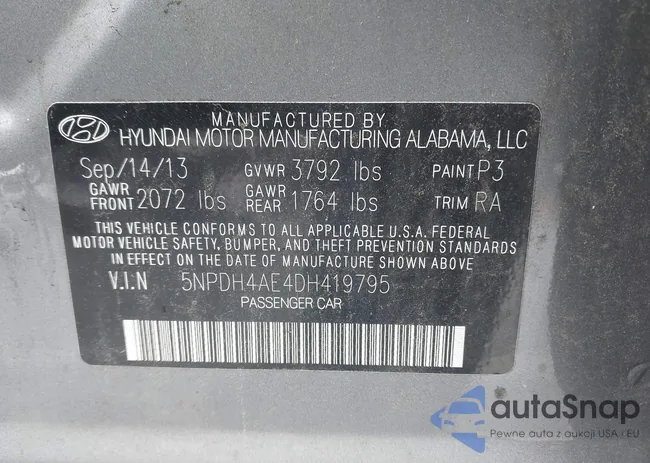 MANUFACTURED BY
HYUNDAI MOTOR MANUFACTURING ALABAMA, LLC
Sep/14/13 GVWR 3792 lbs PAINT P3
GAWR FRONT 2072 lbs GAWR REAR 1764 lbs TRIM RA
THIS VEHICLE CONFORMS TO ALL APPLICABLE U.S.A. FEDERAL
MOTOR VEHICLE SAFETY, BUMPER, AND THEFT PREVENTION STANDARDS
IN EFFECT ON THE DATE OF MANUFACTURE SHOWN ABOVE.
V.I.N 5NPDH4AE4DH419795
PASSENGER CAR
autoSnap
Pewne auta z aukcji USA i EU